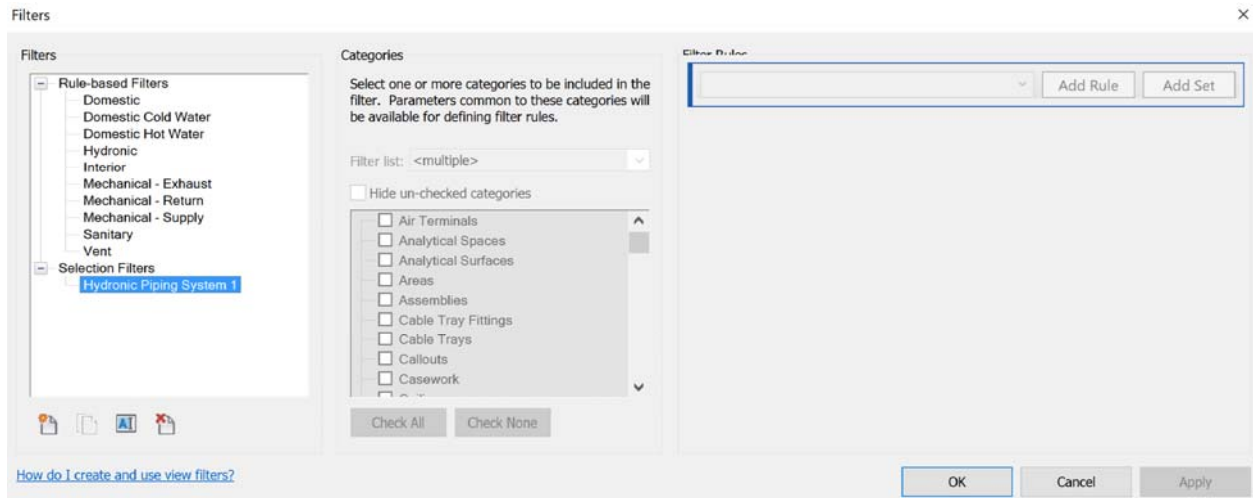 Filters
Filters
Rule-based Filters
Domestic
Domestic Cold Water
Domestic Hot Water
Hydronic
Interior
Mechanical - Exhaust
Mechanical - Return
Mechanical - Supply
Sanitary
Vent
Selection Filters
Hydronic Piping System 1
How do I create and use view filters?
Categories
Select one or more categories to be included in the
filter. Parameters common to these categories will
be available for defining filter rules.
Filter list: <multiple>
Hide un-checked categories
Air Terminals
Analytical Spaces
Analytical Surfaces
Areas
Assemblies
Cable Tray Fittings
Cable Trays
Callouts
Casework
Check All Check None
Filter Rules
Add Rule Add Set
OK Cancel Apply